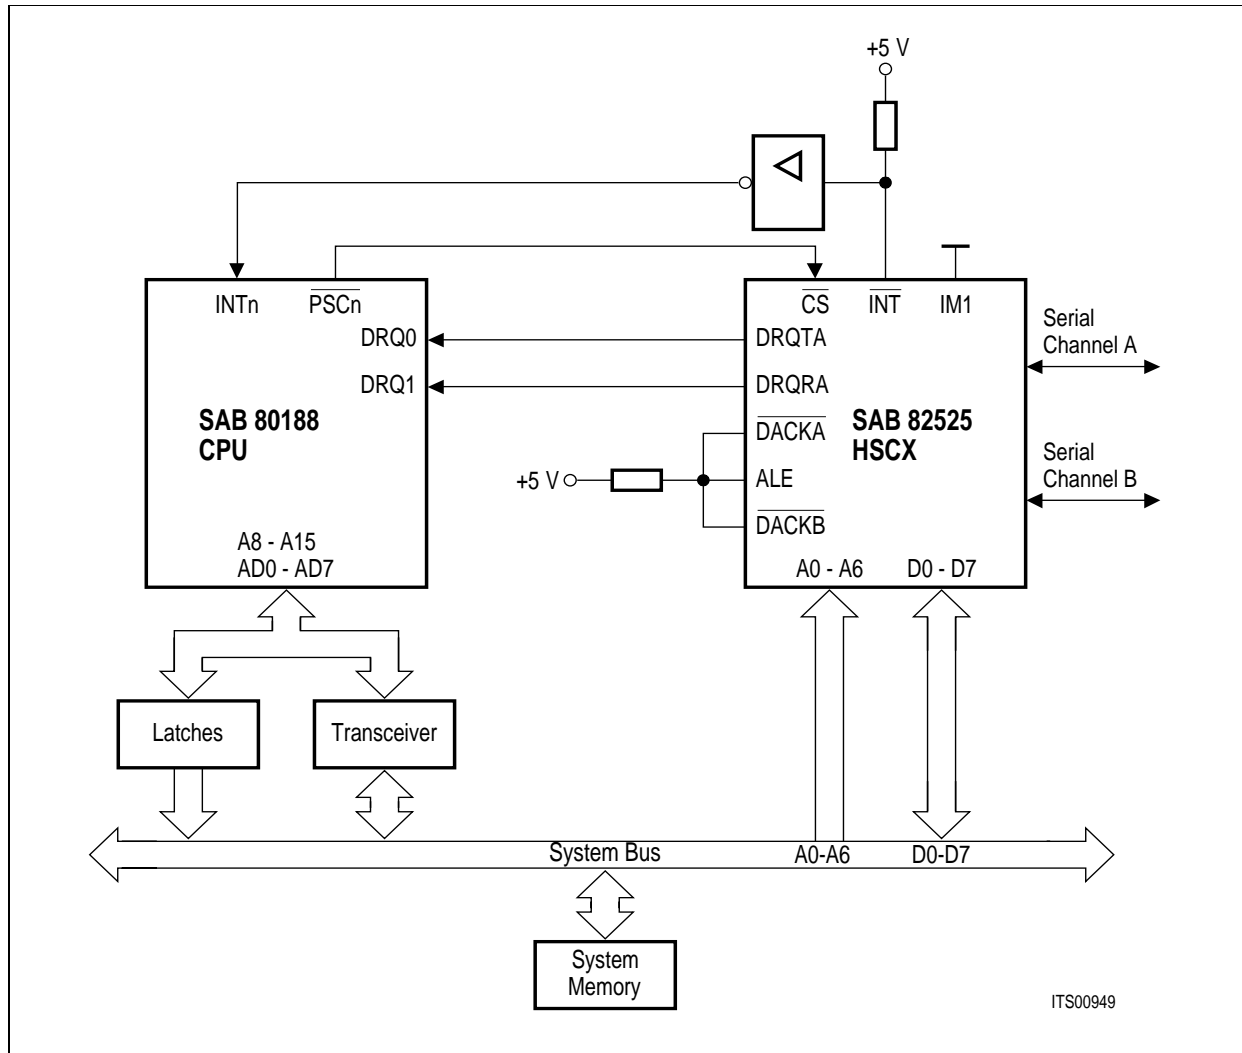 +5 V
INTn
PSCn
CS
INT
IM1
DRQ0
DRQTA
Serial
Channel A
DRQ1
DRQRA
SAB 80188
CPU
DACKA
SAB 82525
HSCX
Serial
Channel B
+5 V
ALE
DACKB
A8 - A15
AD0 - AD7
A0 - A6
D0 - D7
Latches
Transceiver
System Bus
A0-A6
D0-D7
System
Memory
ITS00949